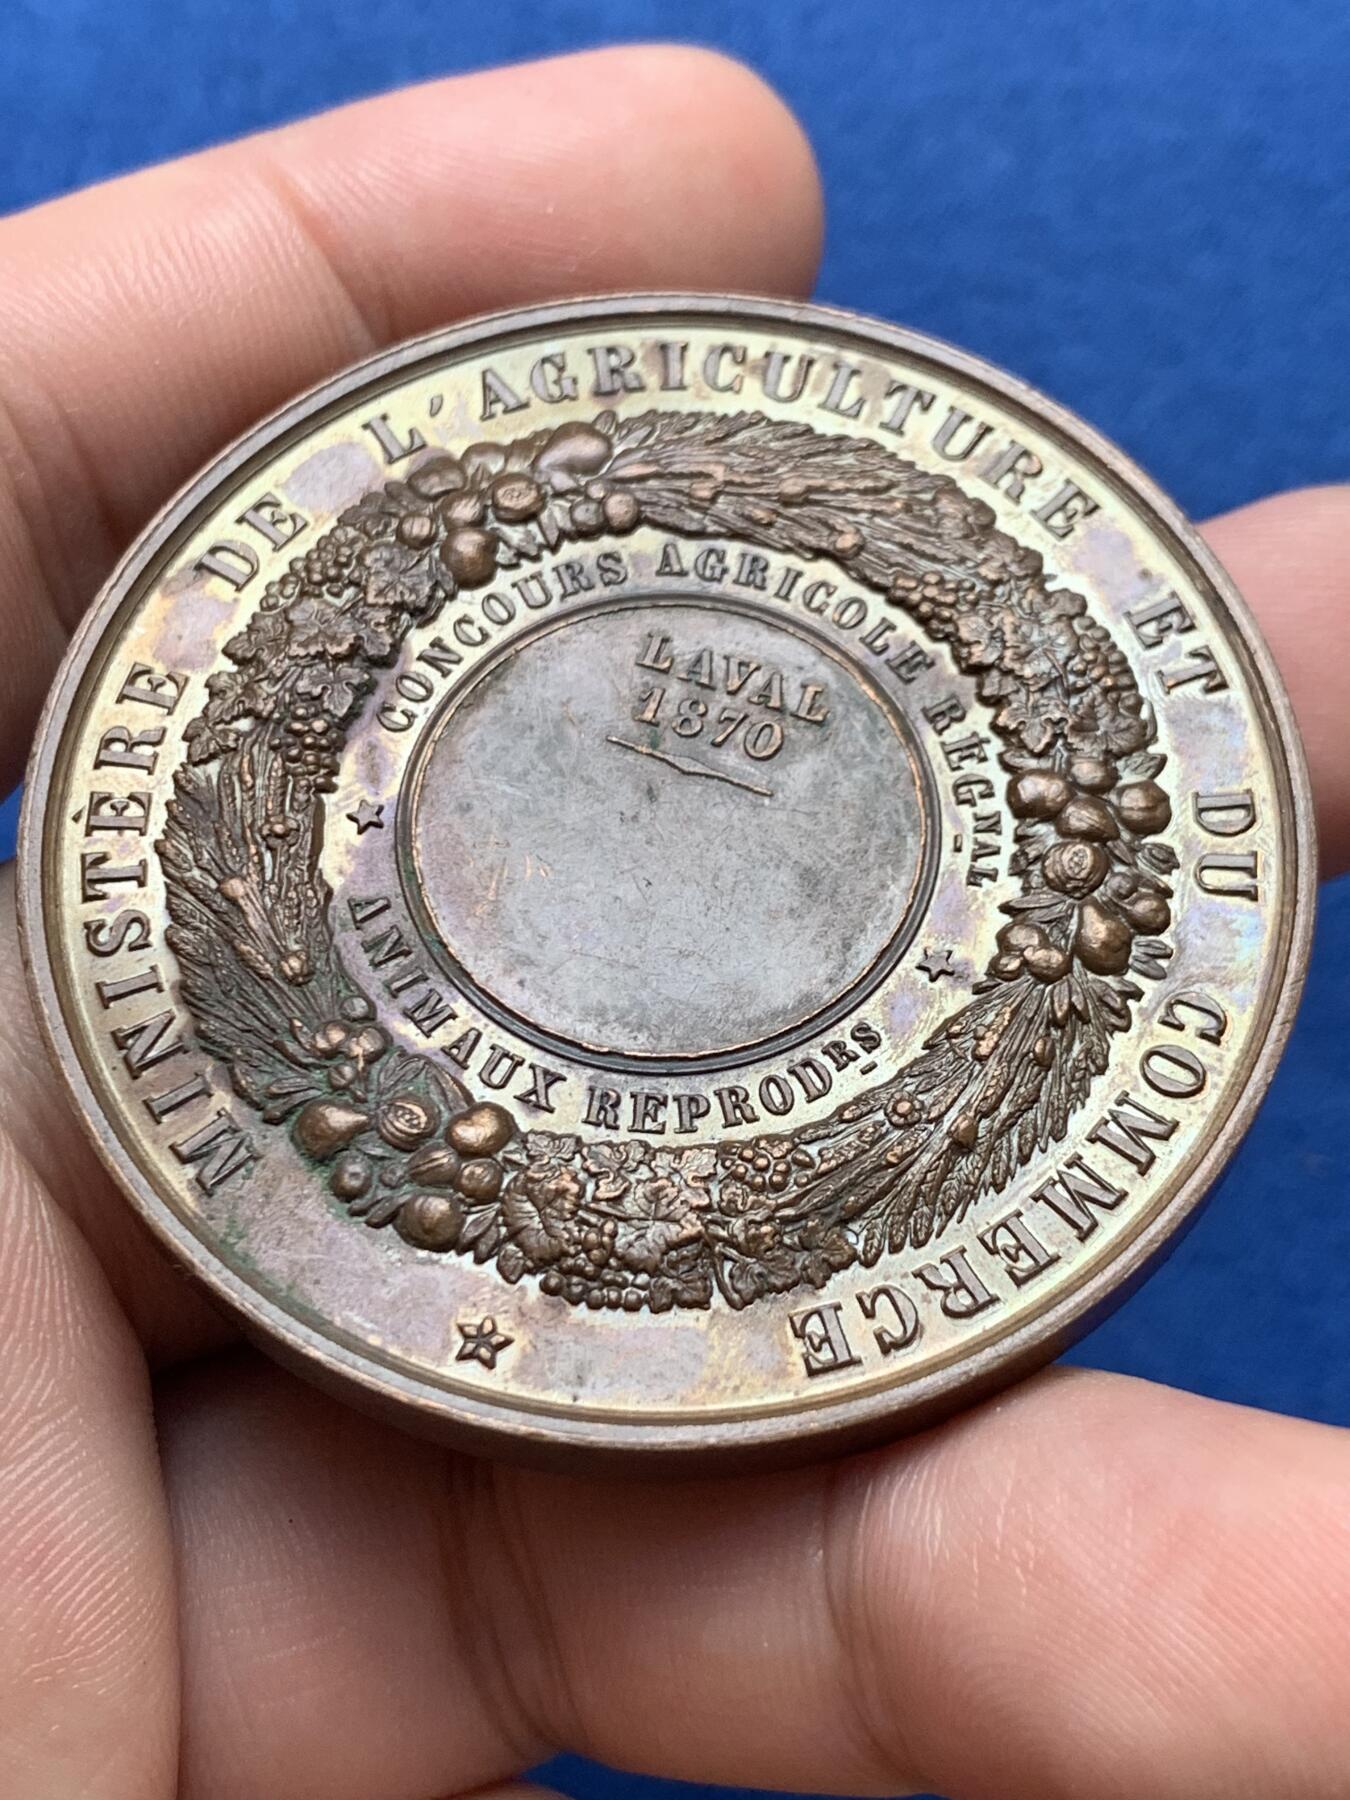 MINISTÈRE DE L'AGRICULTURE ET DU COMMERCE
CONCOURS AGRICOLE RÉGNAL
ANIMAUX REPRODRS
LAVAL
1870